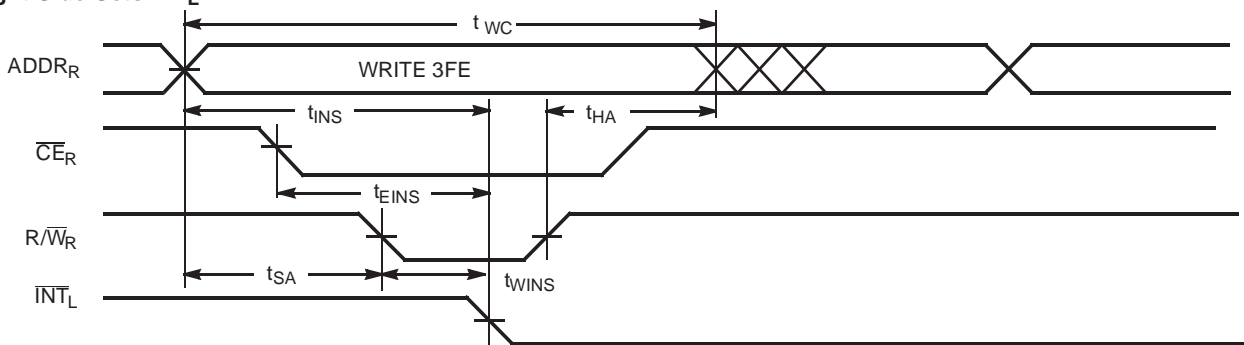 t WC
ADDRR
WRITE 3FE
tINS
tHA
CER
tEINS
R/WR
tSA
tWINS
INTL